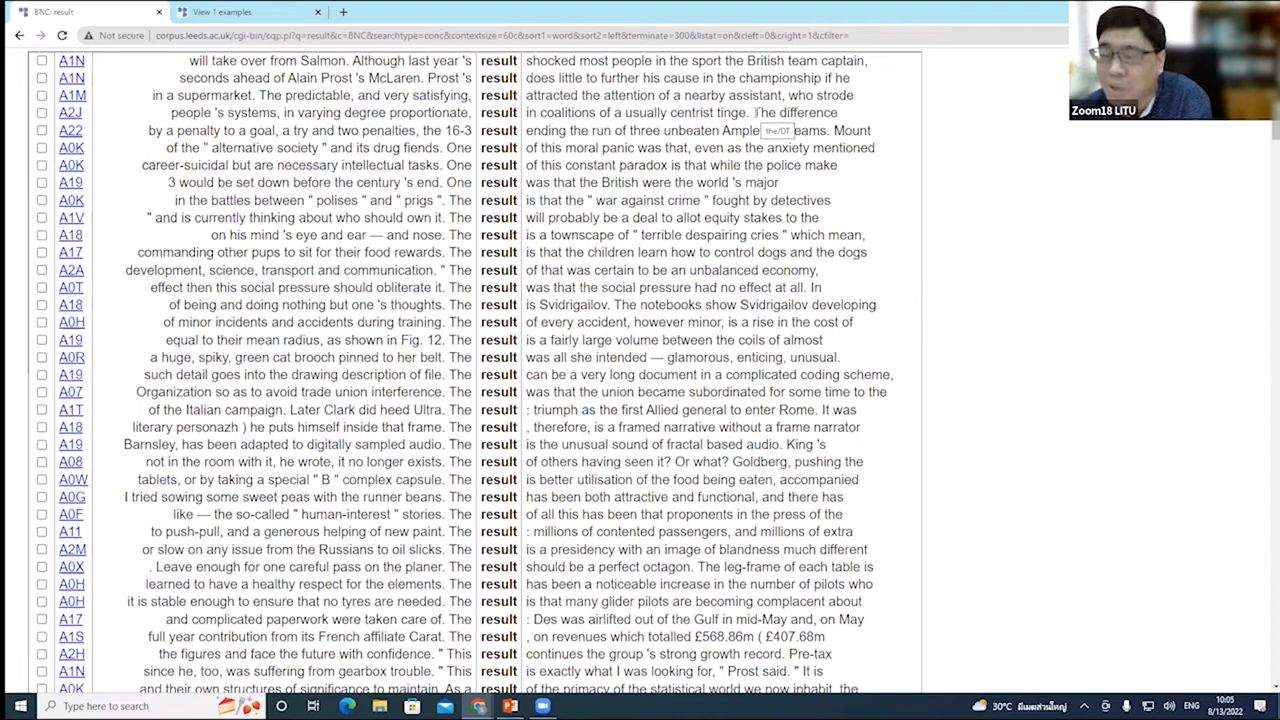 BNC: result
View 1 examples
Not secure corpus.leeds.ac.uk/cgi-bin/cqp.pl?q=result&c=BNC&searchtype=conc&contextsize=60c&sort1=word&sort2=left&terminate=300&llstat=on&cleft=0&cright=1&cfilter=
Zoom18 LITU
A1N will take over from Salmon. Although last year 's result shocked most people in the sport the British team captain,
A1N seconds ahead of Alain Prost 's McLaren. Prost 's result does little to further his cause in the championship if he
A1M in a supermarket. The predictable, and very satisfying, result attracted the attention of a nearby assistant, who strode
A2J people 's systems, in varying degree proportionate, result in coalitions of a usually centrist tinge. The difference
A22 by a penalty to a goal, a try and two penalties, the 16-3 result ending the run of three unbeaten Ample the/DT eams. Mount
A0K of the " alternative society " and its drug fiends. One result of this moral panic was that, even as the anxiety mentioned
A0K career-suicidal but are necessary intellectual tasks. One result of this constant paradox is that while the police make
A19 3 would be set down before the century 's end. One result was that the British were the world 's major
A0K in the battles between " polises " and " prigs ". The result is that the " war against crime " fought by detectives
A1V " and is currently thinking about who should own it. The result will probably be a deal to allot equity stakes to the
A18 on his mind 's eye and ear — and nose. The result is a townscape of " terrible despairing cries " which mean,
A17 commanding other pups to sit for their food rewards. The result is that the children learn how to control dogs and the dogs
A2A development, science, transport and communication. " The result of that was certain to be an unbalanced economy,
A0T effect then this social pressure should obliterate it. The result was that the social pressure had no effect at all. In
A18 of being and doing nothing but one 's thoughts. The result is Svidrigailov. The notebooks show Svidrigailov developing
A0H of minor incidents and accidents during training. The result of every accident, however minor, is a rise in the cost of
A19 equal to their mean radius, as shown in Fig. 12. The result is a fairly large volume between the coils of almost
A0R a huge, spiky, green cat brooch pinned to her belt. The result was all she intended — glamorous, enticing, unusual.
A19 such detail goes into the drawing description of file. The result can be a very long document in a complicated coding scheme,
A07 Organization so as to avoid trade union interference. The result was that the union became subordinated for some time to the
A1T of the Italian campaign. Later Clark did heed Ultra. The result : triumph as the first Allied general to enter Rome. It was
A18 literary personazh ) he puts himself inside that frame. The result , therefore, is a framed narrative without a frame narrator
A19 Barnsley, has been adapted to digitally sampled audio. The result is the unusual sound of fractal based audio. King 's
A08 not in the room with it, he wrote, it no longer exists. The result of others having seen it? Or what? Goldberg, pushing the
A0W tablets, or by taking a special " B " complex capsule. The result is better utilisation of the food being eaten, accompanied
A0G I tried sowing some sweet peas with the runner beans. The result has been both attractive and functional, and there has
A0F like — the so-called " human-interest " stories. The result of all this has been that proponents in the press of the
A11 to push-pull, and a generous helping of new paint. The result : millions of contented passengers, and millions of extra
A2M or slow on any issue from the Russians to oil slicks. The result is a presidency with an image of blandness much different
A0X . Leave enough for one careful pass on the planer. The result should be a perfect octagon. The leg-frame of each table is
A0H learned to have a healthy respect for the elements. The result has been a noticeable increase in the number of pilots who
A0H it is stable enough to ensure that no tyres are needed. The result is that many glider pilots are becoming complacent about
A17 and complicated paperwork were taken care of. The result : Des was airlifted out of the Gulf in mid-May and, on May
A1S full year contribution from its French affiliate Carat. The result , on revenues which totalled £568.86m ( £407.68m
A2H the figures and face the future with confidence. " This result continues the group 's strong growth record. Pre-tax
A1N since he, too, was suffering from gearbox trouble. " This result is exactly what I was looking for, " Prost said. " It is
A0K and their own structures of significance to maintain. As a result of the primacy of the statistical world we now inhabit, the
Type here to search
30°C มีเมฆส่วนใหญ่ ENG 10:05
8/13/2022